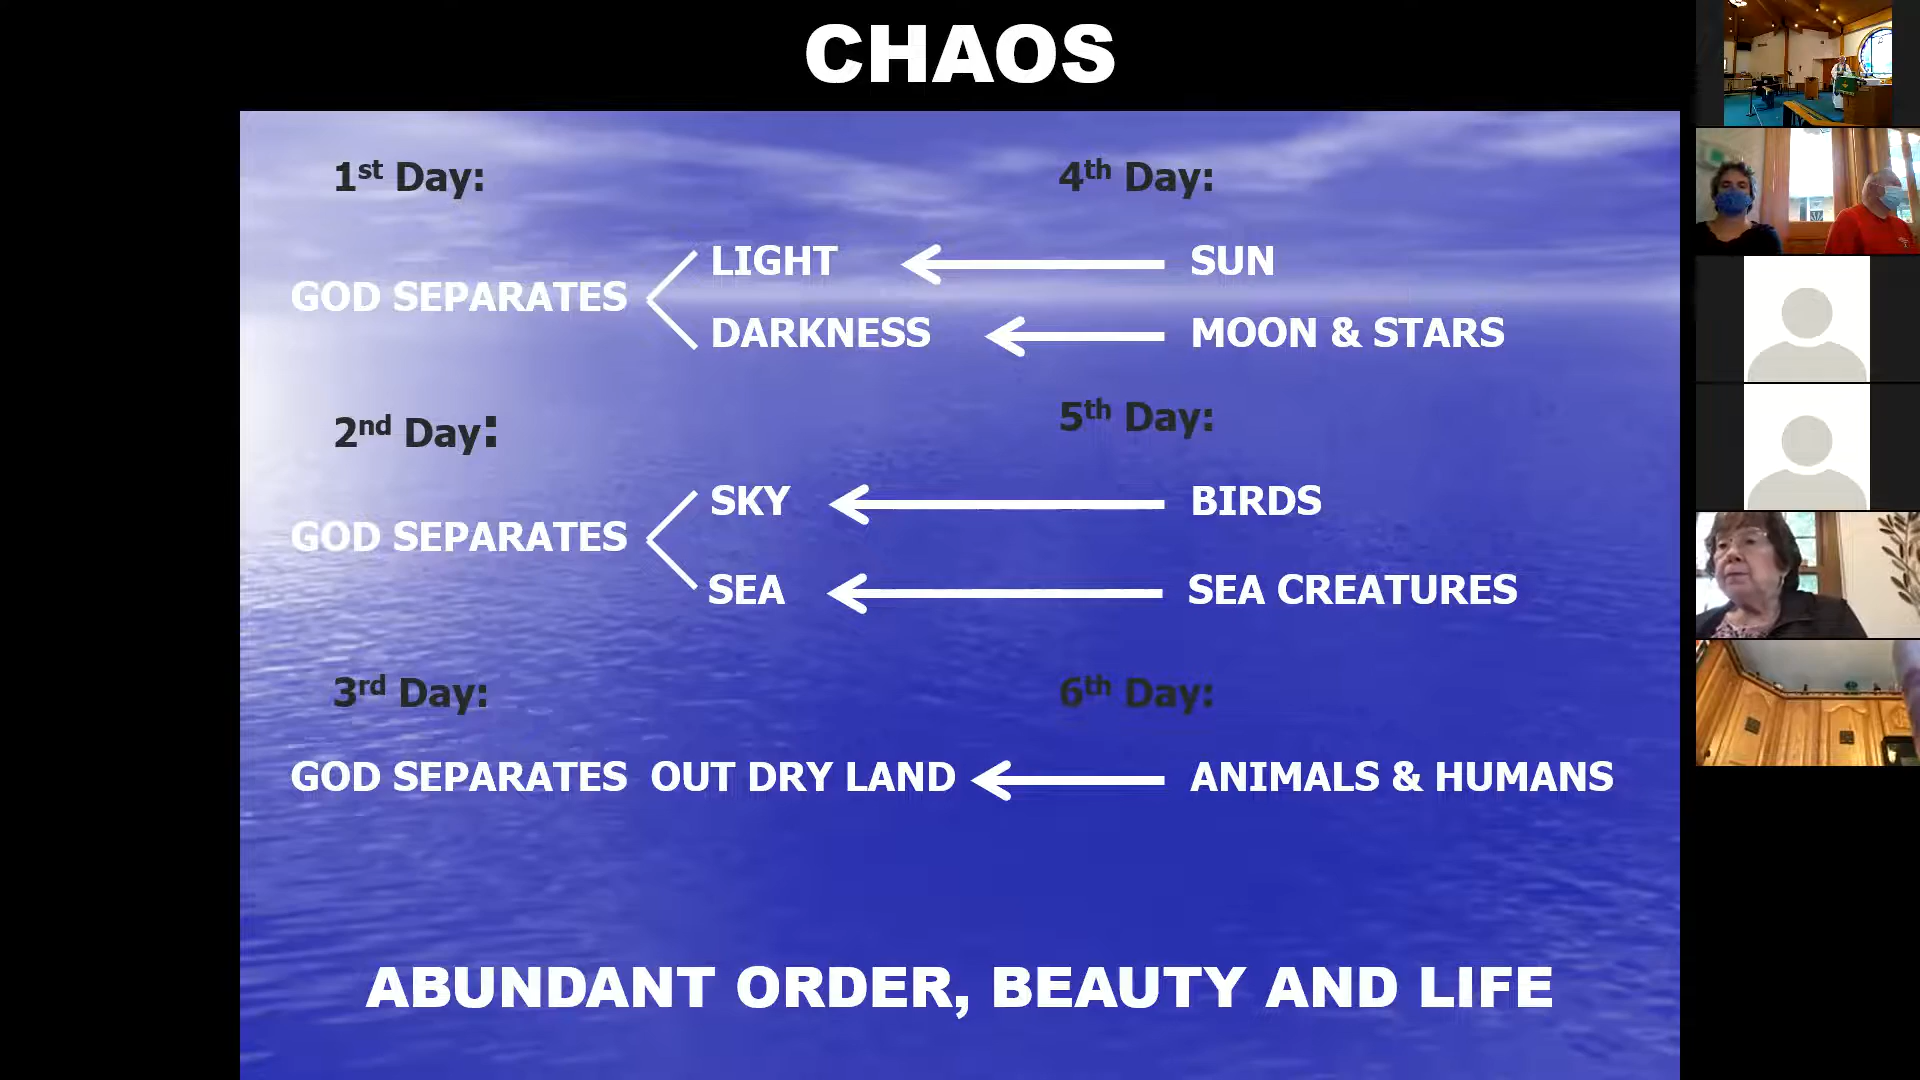 CHAOS
1st Day:
4th Day:
LIGHT
SUN
GOD SEPARATES
DARKNESS
MOON & STARS
2nd Day:
5th Day:
SKY
BIRDS
GOD SEPARATES
SEA
SEA CREATURES
3rd Day:
6th Day:
GOD SEPARATES OUT DRY LAND
ANIMALS & HUMANS
ABUNDANT ORDER, BEAUTY AND LIFE